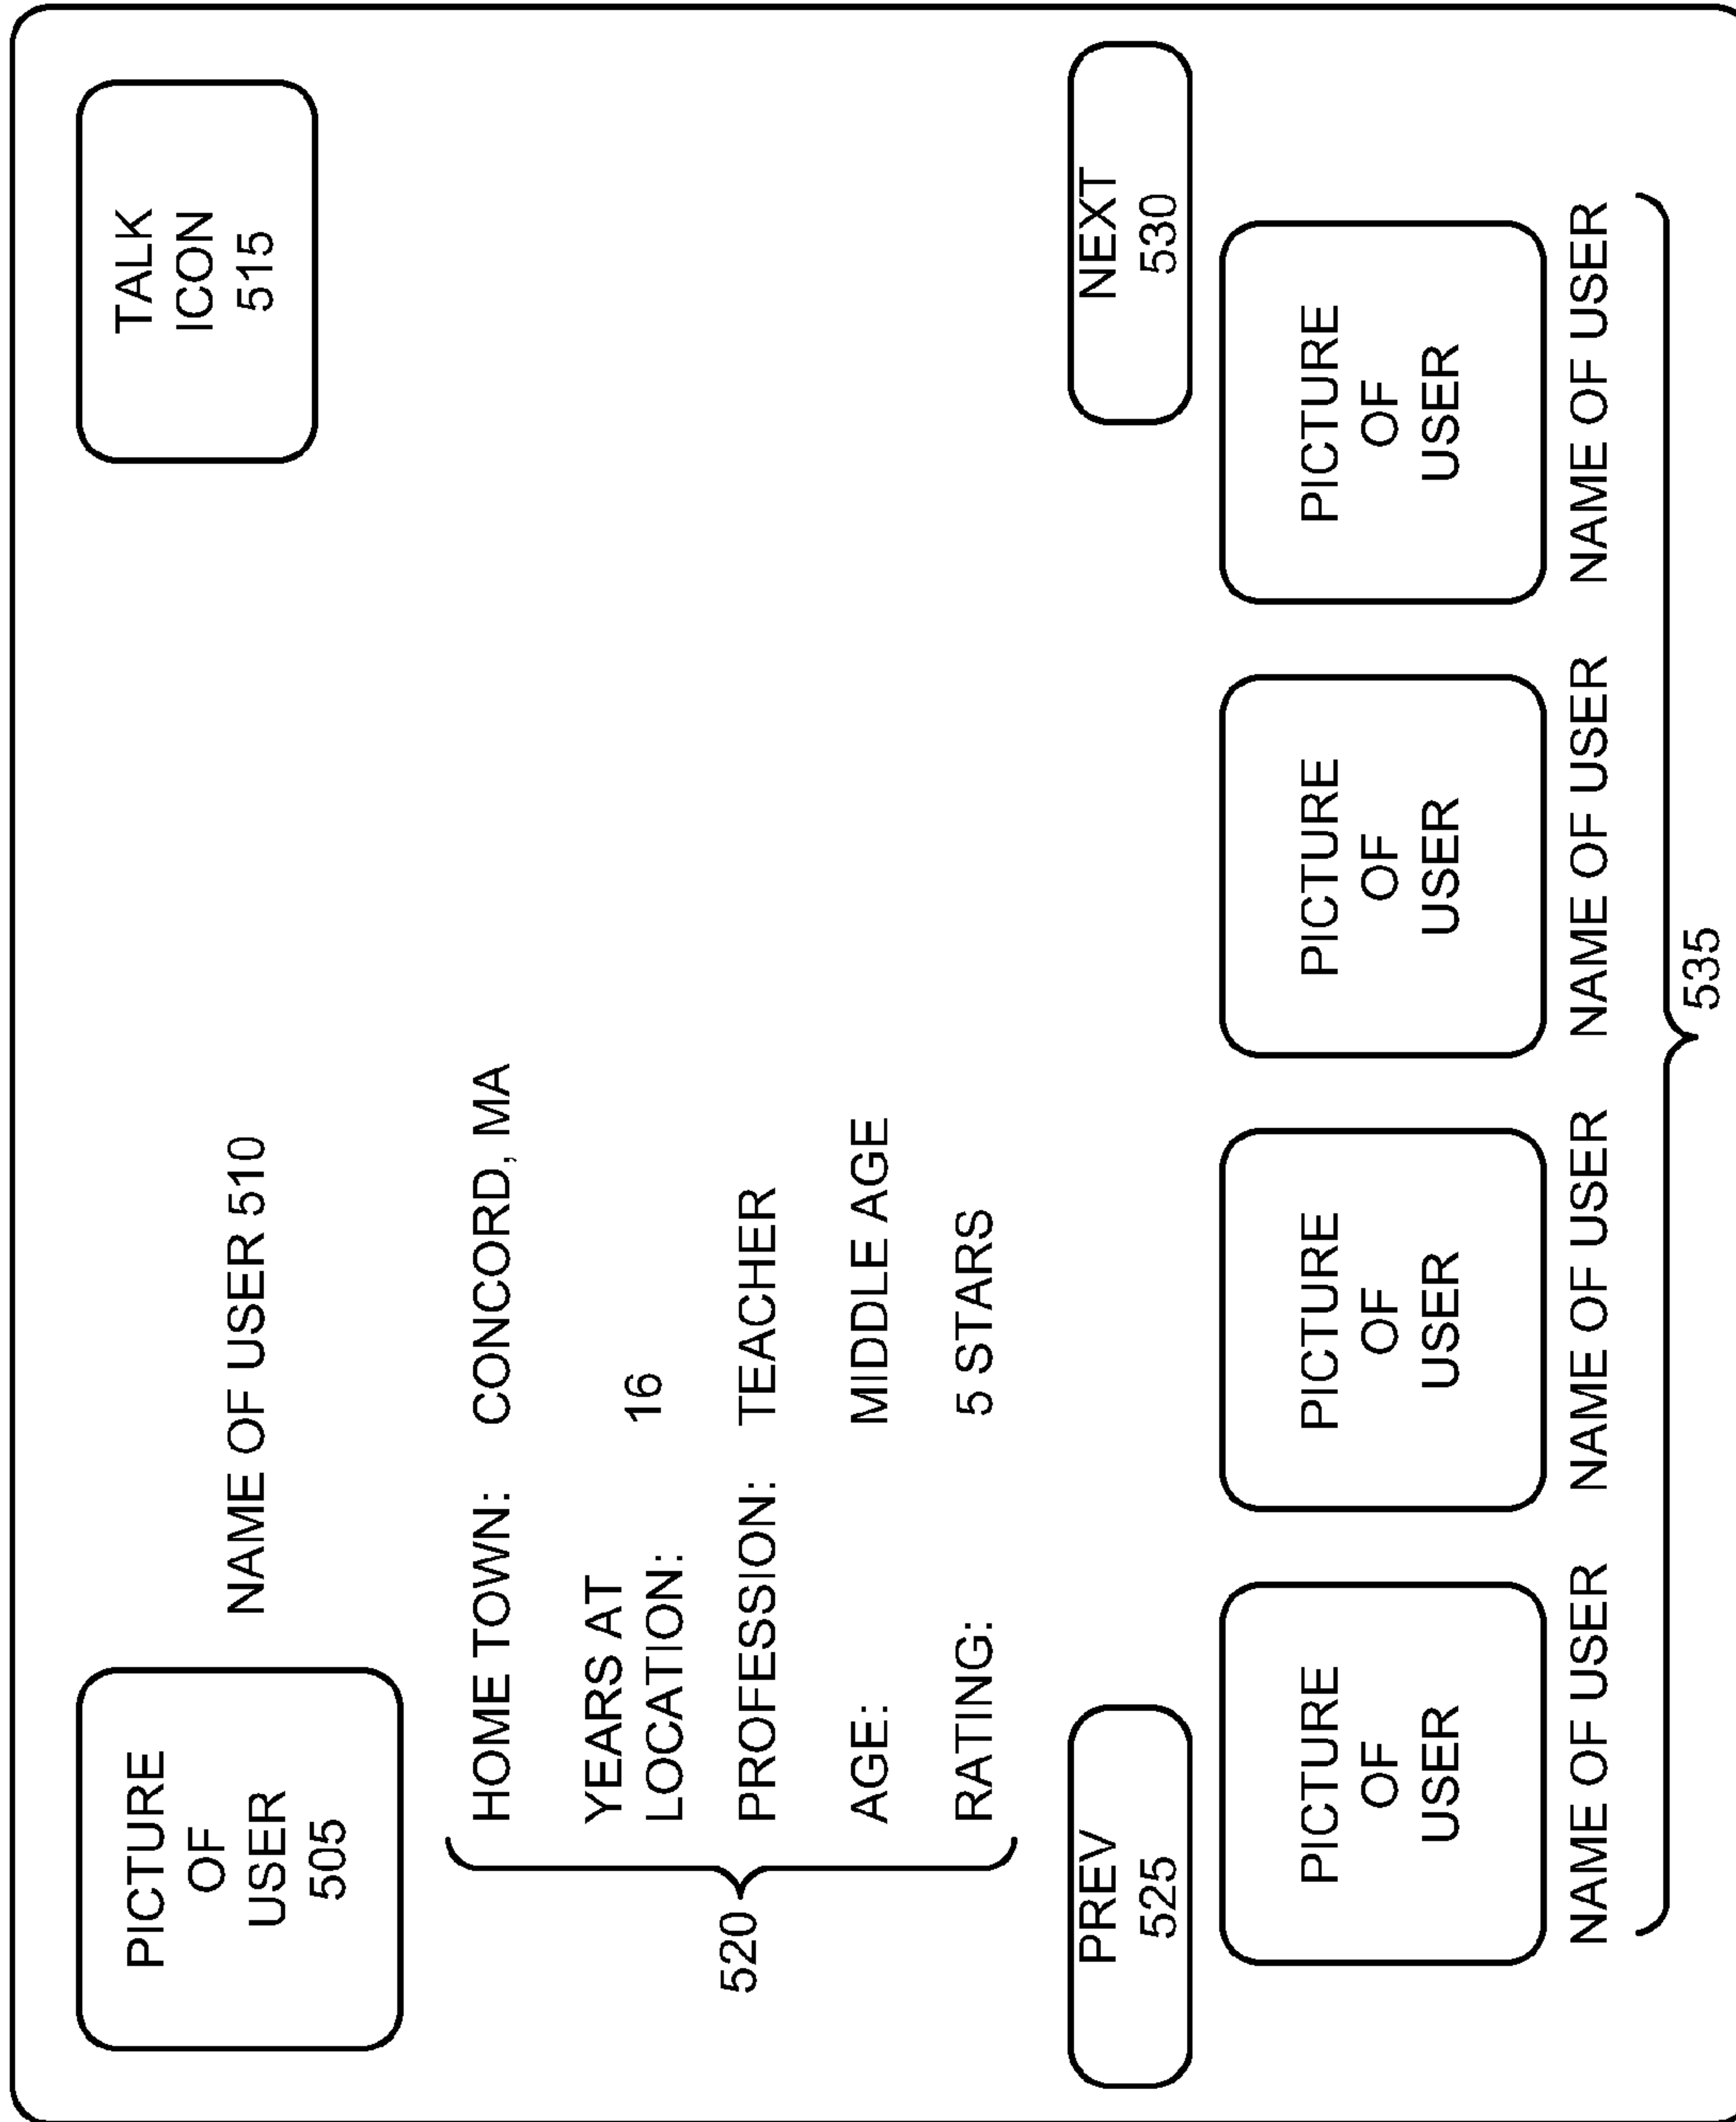 PICTURE
OF
USER
505
NAME OF USER 510
TALK
ICON
515
520
HOME TOWN: CONCORD, MA
YEARS AT
LOCATION: 16
PROFESSION: TEACHER
AGE: MIDDLE AGE
RATING: 5 STARS
PREV
525
NEXT
530
PICTURE
OF
USER
NAME OF USER
PICTURE
OF
USER
NAME OF USER
PICTURE
OF
USER
NAME OF USER
PICTURE
OF
USER
NAME OF USER
535